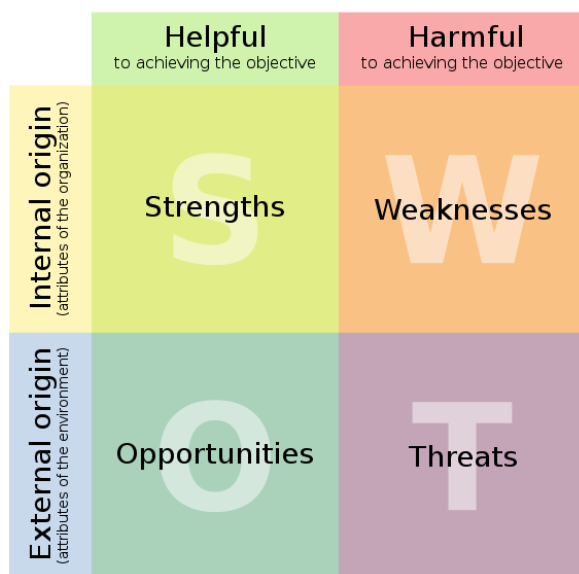 Helpful
to achieving the objective
Harmful
to achieving the objective
Internal origin
(attributes of the organization)
S
Strengths
W
Weaknesses
External origin
(attributes of the environment)
O
Opportunities
T
Threats